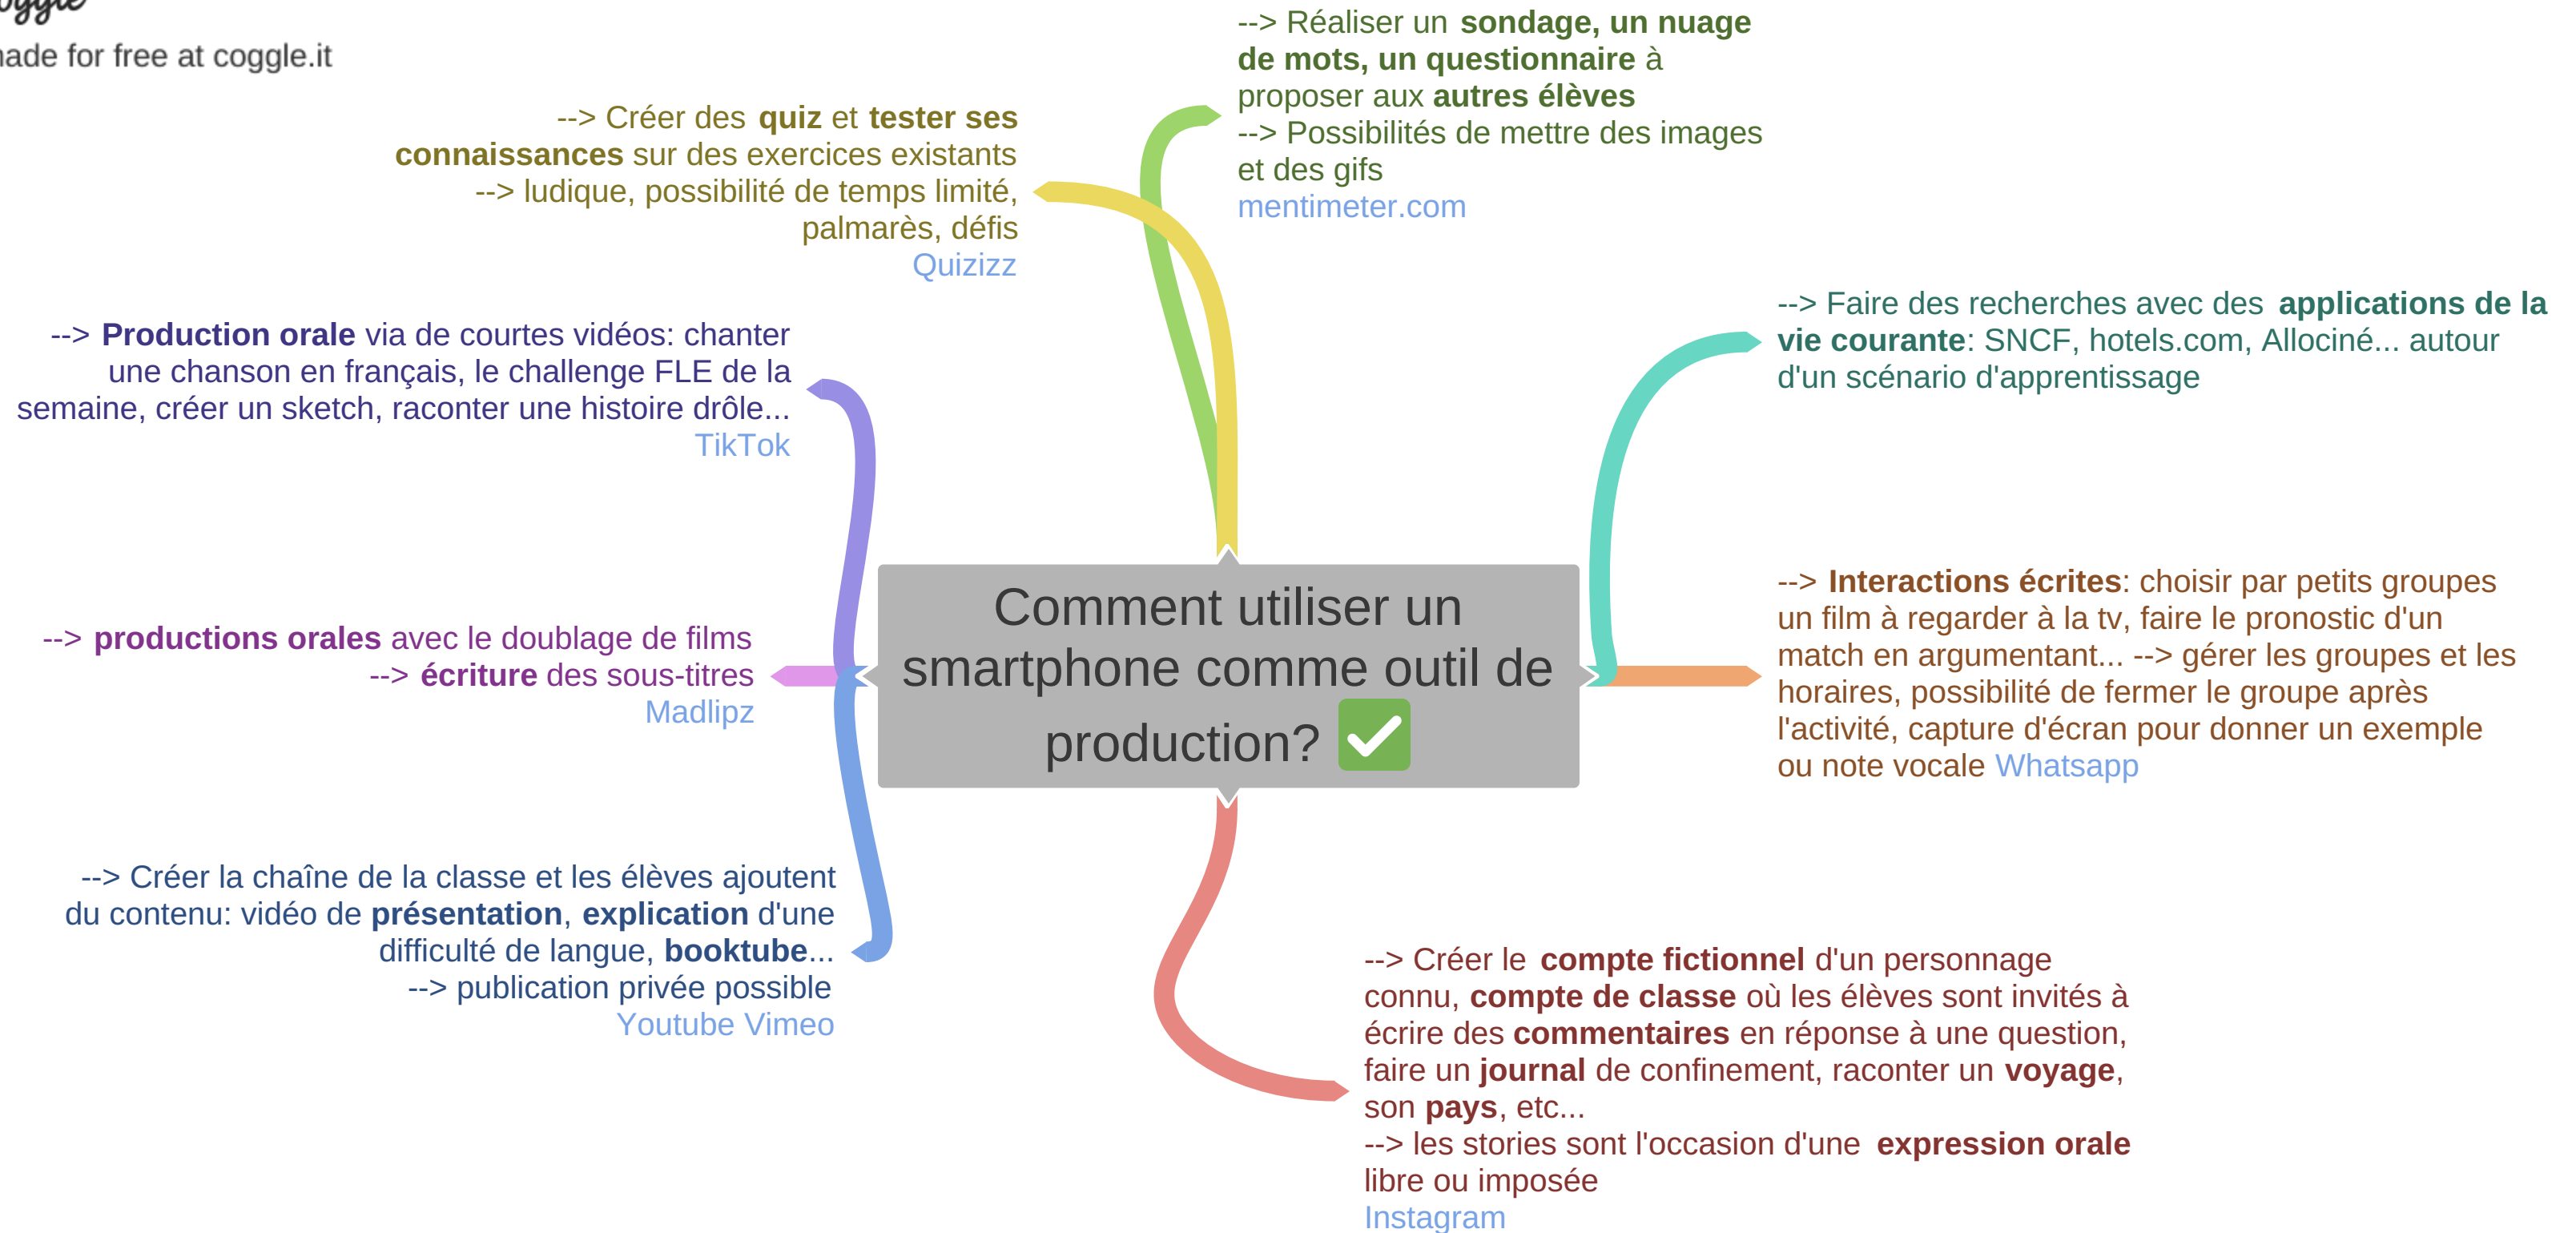 made for free at coggle.it
--> Réaliser un sondage, un nuage
de mots, un questionnaire à
proposer aux autres élèves
--> Possibilités de mettre des images
et des gifs
mentimeter.com
--> Créer des quiz et tester ses
connaissances sur des exercices existants
--> ludique, possibilité de temps limité,
palmarès, défis
Quizizz
--> Faire des recherches avec des applications de la
vie courante: SNCF, hotels.com, Allociné... autour
d'un scénario d'apprentissage
--> Production orale via de courtes vidéos: chanter
une chanson en français, le challenge FLE de la
semaine, créer un sketch, raconter une histoire drôle...
TikTok
Comment utiliser un
smartphone comme outil de
production? ✅
--> Interactions écrites: choisir par petits groupes
un film à regarder à la tv, faire le pronostic d'un
match en argumentant... --> gérer les groupes et les
horaires, possibilité de fermer le groupe après
l'activité, capture d'écran pour donner un exemple
ou note vocale Whatsapp
--> productions orales avec le doublage de films
--> écriture des sous-titres
Madlipz
--> Créer la chaîne de la classe et les élèves ajoutent
du contenu: vidéo de présentation, explication d'une
difficulté de langue, booktube...
--> publication privée possible
Youtube Vimeo
--> Créer le compte fictionnel d'un personnage
connu, compte de classe où les élèves sont invités à
écrire des commentaires en réponse à une question,
faire un journal de confinement, raconter un voyage,
son pays, etc...
--> les stories sont l'occasion d'une expression orale
libre ou imposée
Instagram